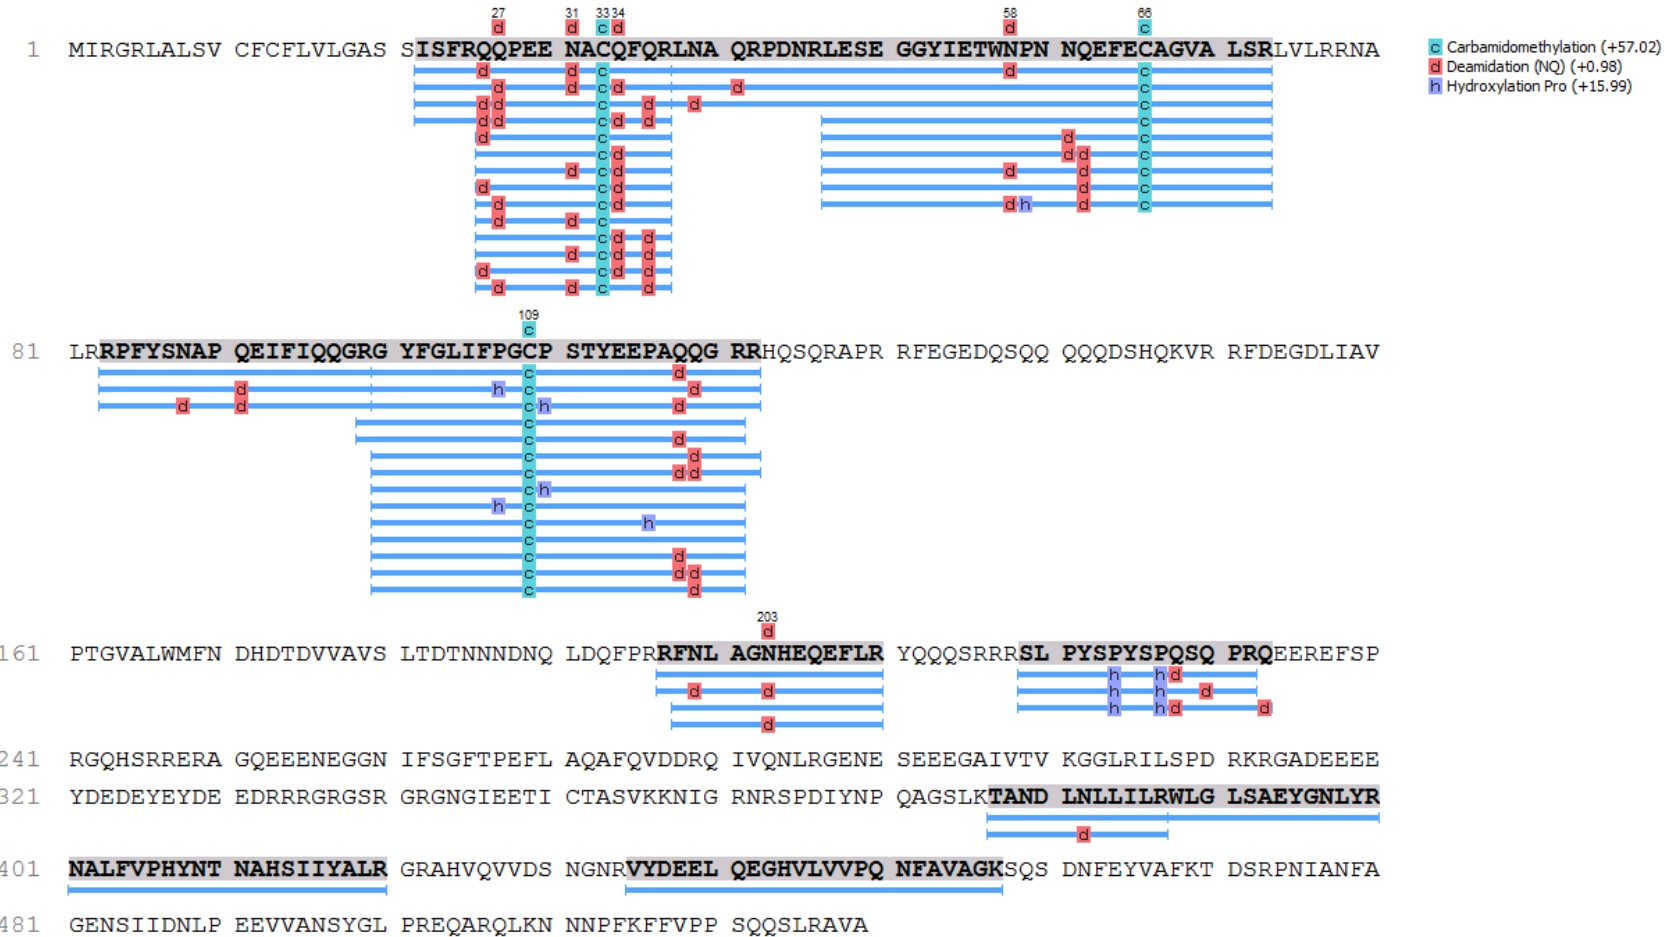 27 31 33 34 58 66
1 MIRGRLALSV CFCFLVLGAS SISFRQQPEE NACQFQRLNA QRPDNRLESE GGYIETWNPN NQEFECAGVA LSRLVLRRNA
c Carbamidomethylation (+57.02)
d Deamidation (NQ) (+0.98)
h Hydroxylation Pro (+15.99)
d d c d d c
d d c d c
d d c d d c
d d c d d c
d d c d d c
d c d c
c d d d c
d c d d d c
d c d d c
d c d d h d c
d d c
c d d
d c d
d c d d
d d c d
109
c
81 LRRPFYSNAP QEIFIQQGRG YFGLIFPGCP STYEEPAQQG RRHQSQRAPR RFEGEDQSQQ QQQDSHQKVR RFDEGDLIAV
c d
d h c d
d d c h d
c
c d
c d
c d d
c h
h c
c h
c
c d
c d d
c d
203
d
161 PTGVALWMFN DHDTDVVAVS LTDTNNNDNQ LDQFPRRFNL AGNHEQEFLR YQQQSRRRSL PYSPYSPQSQ PRQEEREFSP
h h d
d d h h d
h h d d
d
241 RGQHSRRERA GQEEENEGGN IFSGFTPEFL AQAFQVDDRQ IVQNLRGENE SEEEGAIVTV KGGLRILSPD RKRGADEEEE
321 YDEDEYEYDE EDRRRGRGSR GRGNGIEETI CTASVKKNIG RNRSPDIYNP QAGSLKTAND LNLLILRWLG LSAEYGNLYR
d
401 NALFVPHYNT NAHSIIYALR GRAHVQVVDS NGNRVYDEEL QEGHVLVVPQ NFAVAGKSQS DNFEYVAFKT DSRPNIANFA
481 GENSIIDNLP EEVVANSYGL PREQARQLKN NNPFKFFVPP SQQSLRAVA